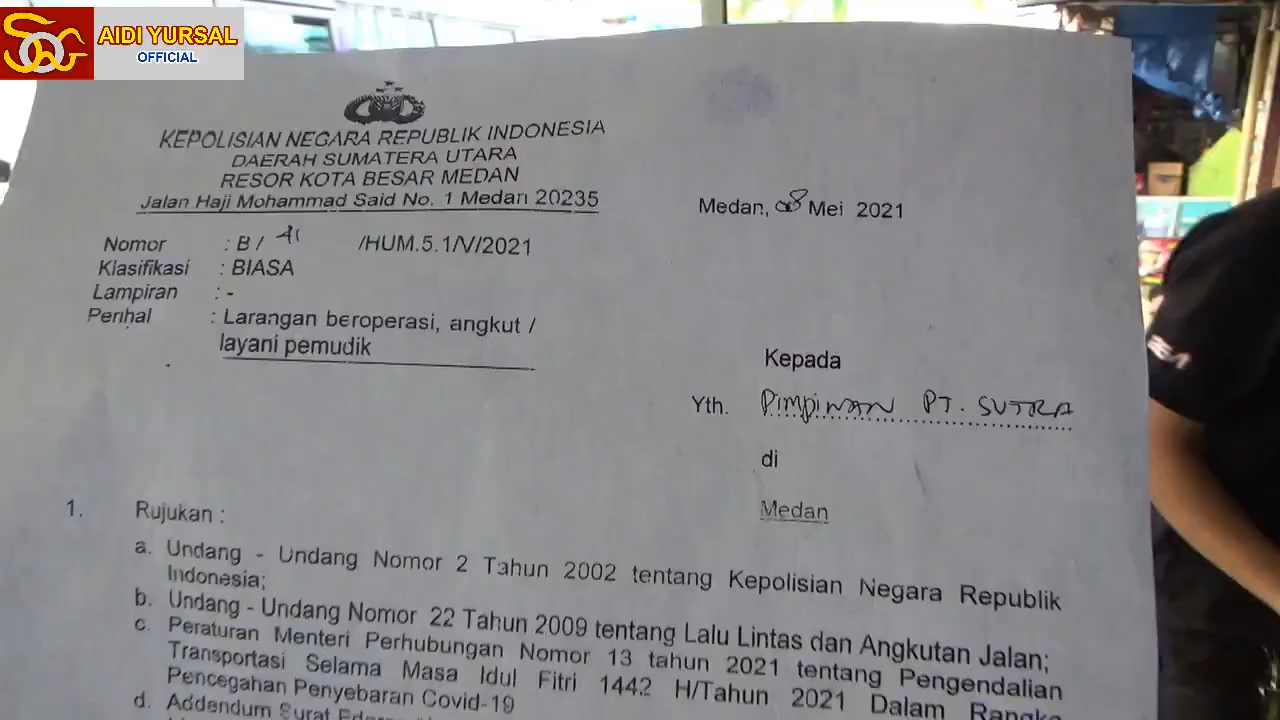 AIDI YURSAL
OFFICIAL
KEPOLISIAN NEGARA REPUBLIK INDONESIA
DAERAH SUMATERA UTARA
RESOR KOTA BESAR MEDAN
Jalan Haji Mohammad Said No. 1 Medan 20235
Medan, 08 Mei 2021
Nomor : B / /HUM.5.1/V/2021
Klasifikasi : BIASA
Lampiran : -
Perihal : Larangan beroperasi, angkut /
layani pemudik
Kepada
Yth. PIMPINAN PT. SUTRA
di
Medan
1. Rujukan :
a. Undang - Undang Nomor 2 Tahun 2002 tentang Kepolisian Negara Republik
Indonesia;
b. Undang - Undang Nomor 22 Tahun 2009 tentang Lalu Lintas dan Angkutan Jalan;
c. Peraturan Menteri Perhubungan Nomor 13 tahun 2021 tentang Pengendalian
Transportasi Selama Masa Idul Fitri 1442 H/Tahun 2021 Dalam Rangka
Pencegahan Penyebaran Covid-19
d. Addendum Surat